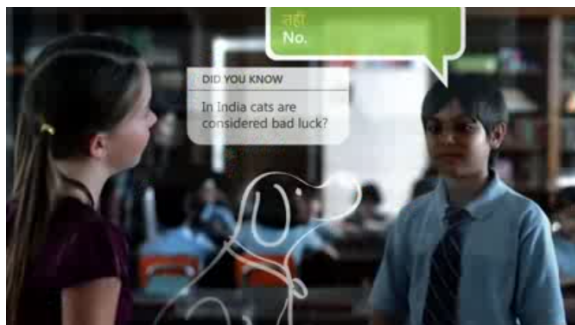 नहीं
No.
DID YOU KNOW
In India cats are
considered bad luck?